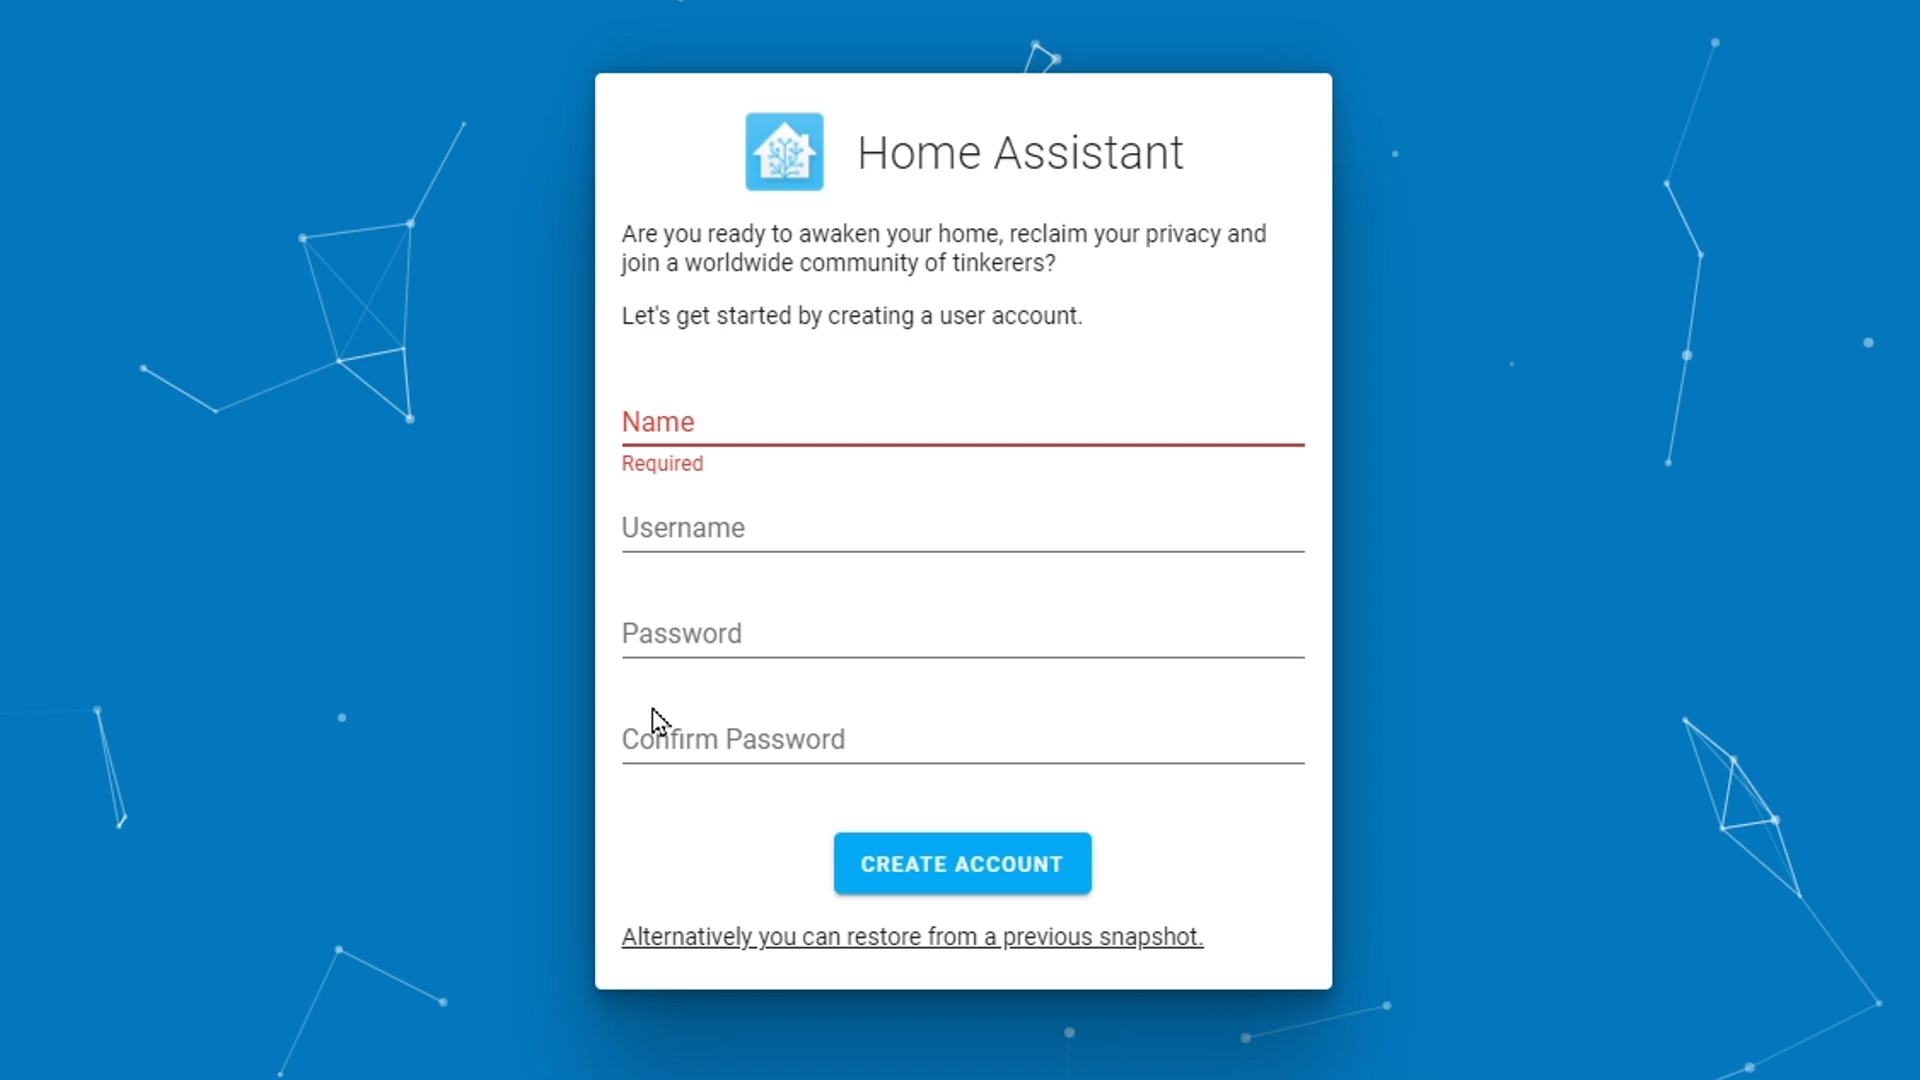 Home Assistant
Are you ready to awaken your home, reclaim your privacy and
join a worldwide community of tinkerers?
Let's get started by creating a user account.
Name
Required
Username
Password
Confirm Password
CREATE ACCOUNT
Alternatively you can restore from a previous snapshot.